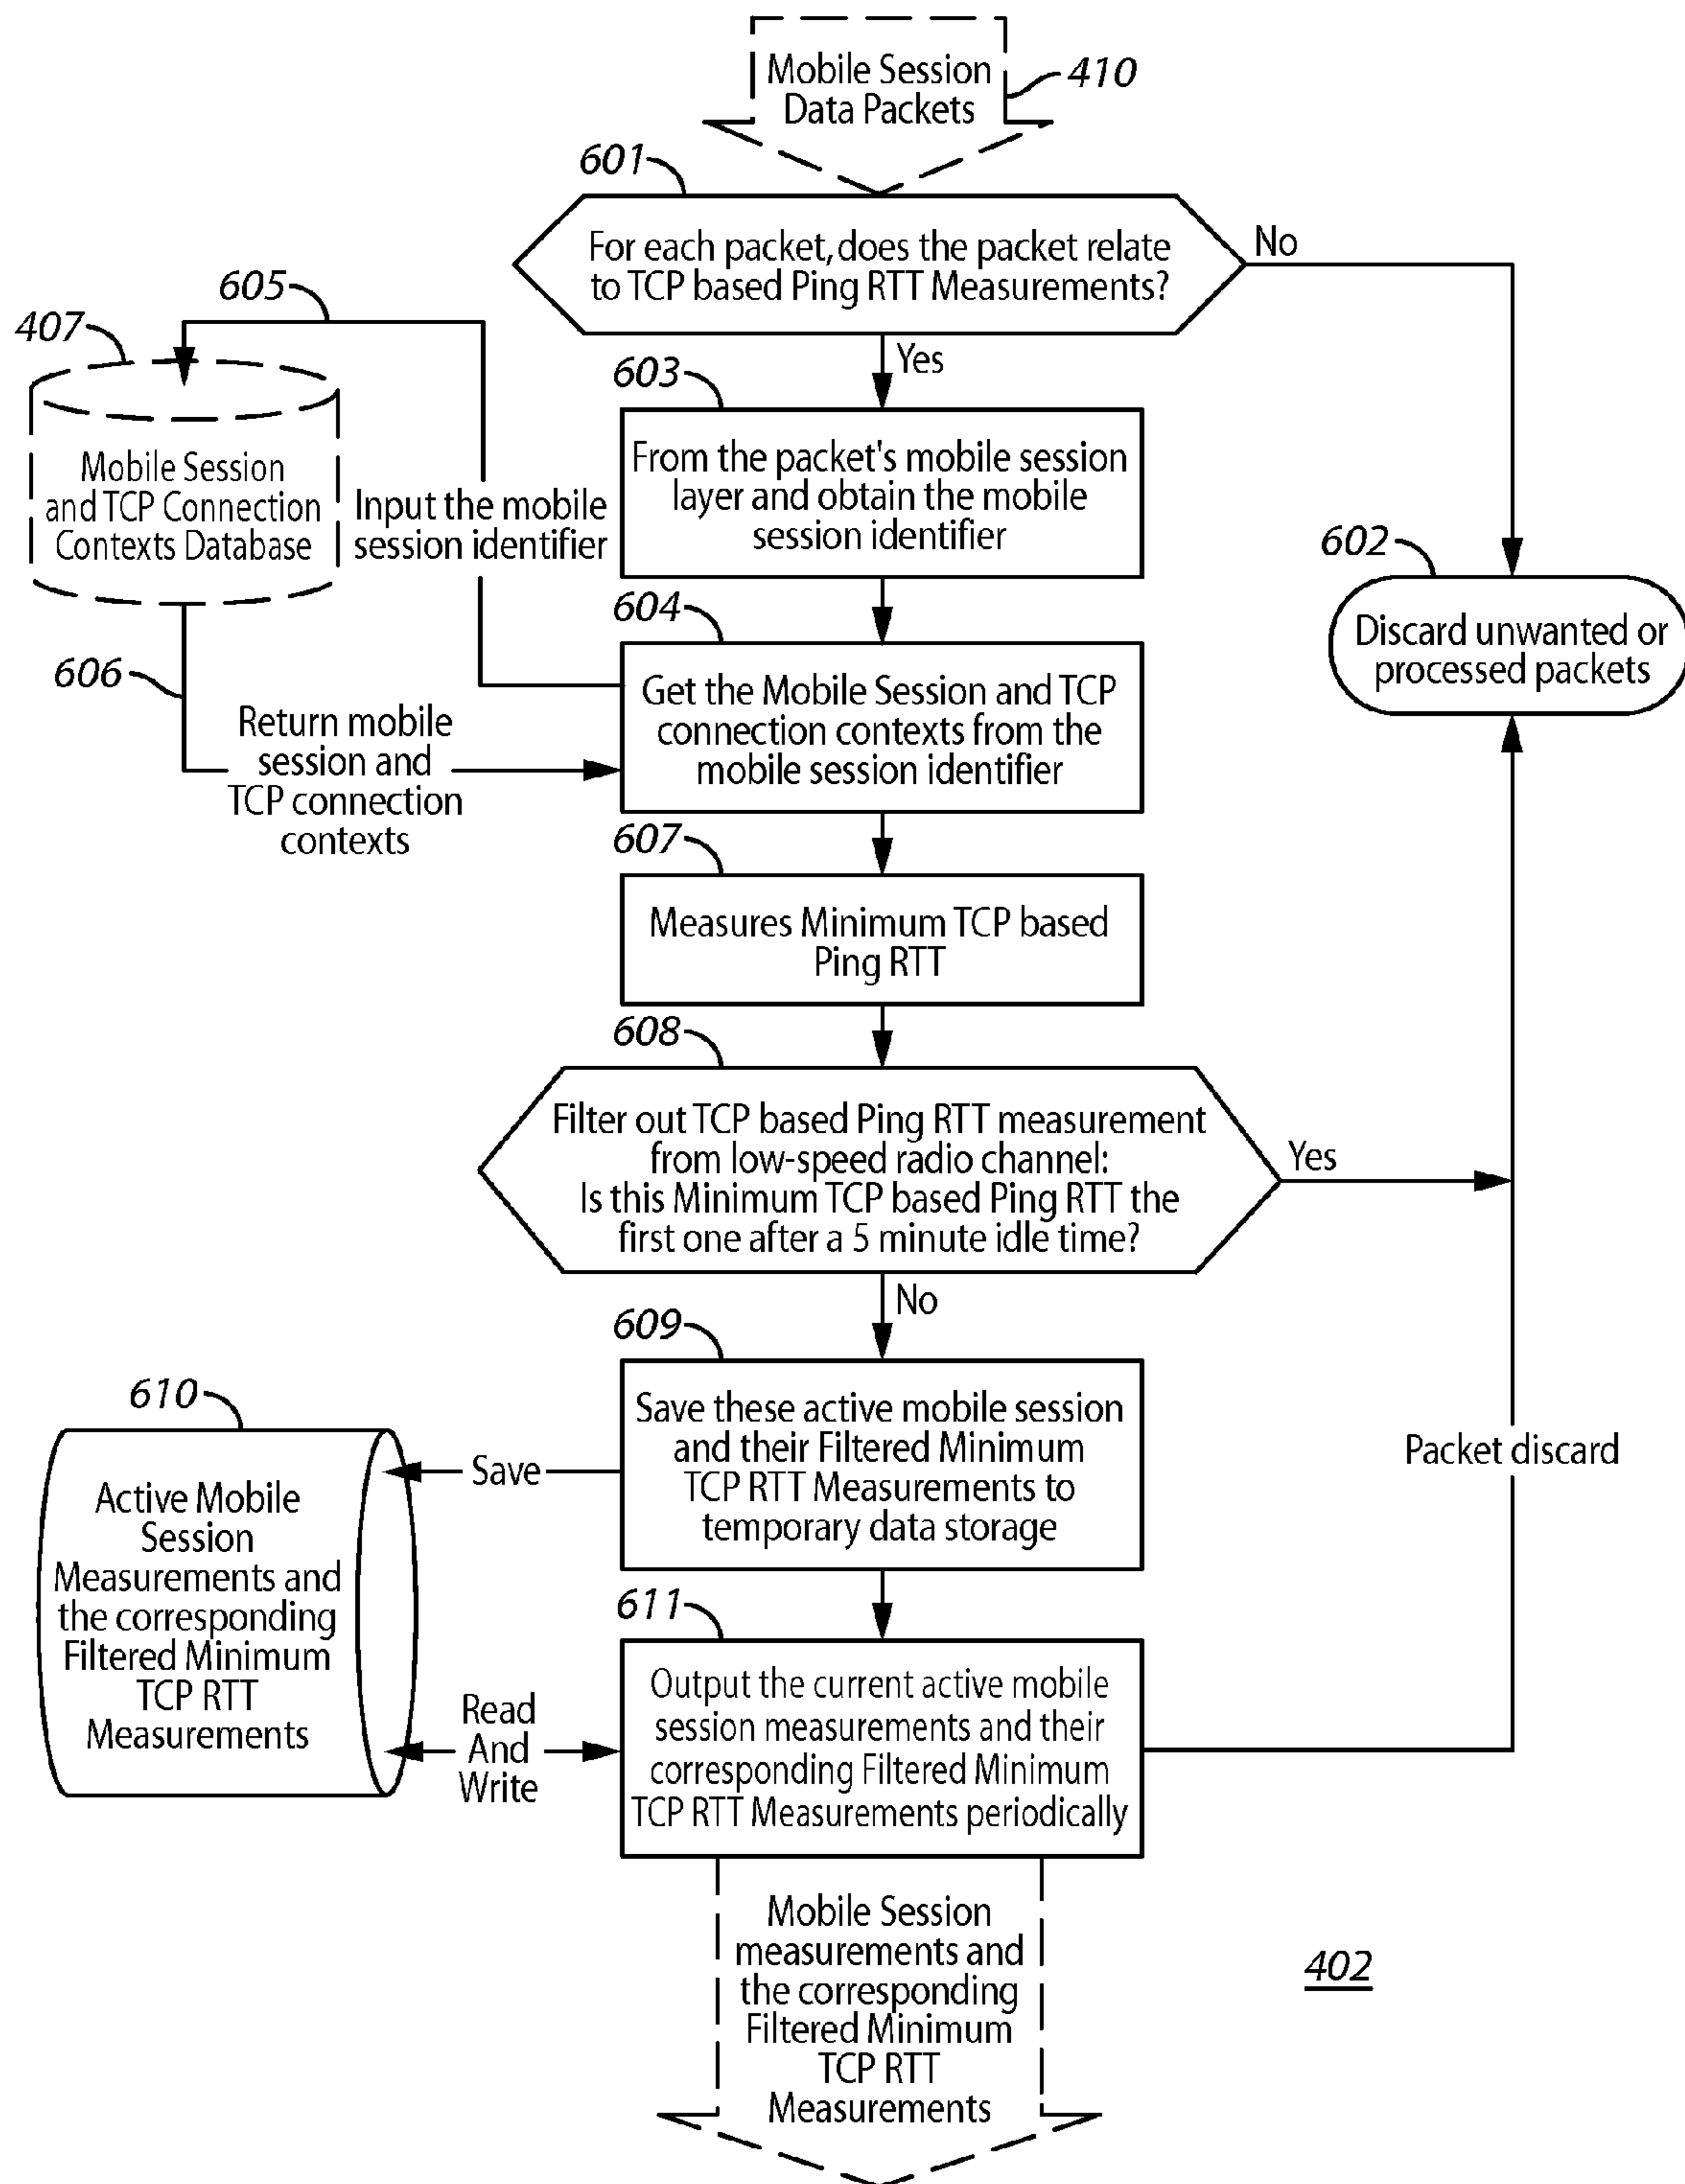 Mobile Session
Data Packets
410
601
For each packet, does the packet relate
to TCP based Ping RTT Measurements?
No
Yes
605
407
Mobile Session
and TCP Connection
Contexts Database
Input the mobile
session identifier
603
From the packet's mobile session
layer and obtain the mobile
session identifier
602
Discard unwanted or
processed packets
604
Get the Mobile Session and TCP
connection contexts from the
mobile session identifier
606
Return mobile
session and
TCP connection
contexts
607
Measures Minimum TCP based
Ping RTT
608
Filter out TCP based Ping RTT measurement
from low-speed radio channel:
Is this Minimum TCP based Ping RTT the
first one after a 5 minute idle time?
Yes
No
609
Save these active mobile session
and their Filtered Minimum
TCP RTT Measurements to
temporary data storage
Packet discard
610
Save
Active Mobile
Session
Measurements and
the corresponding
Filtered Minimum
TCP RTT
Measurements
Read
And
Write
611
Output the current active mobile
session measurements and their
corresponding Filtered Minimum
TCP RTT Measurements periodically
Mobile Session
measurements and
the corresponding
Filtered Minimum
TCP RTT
Measurements
402